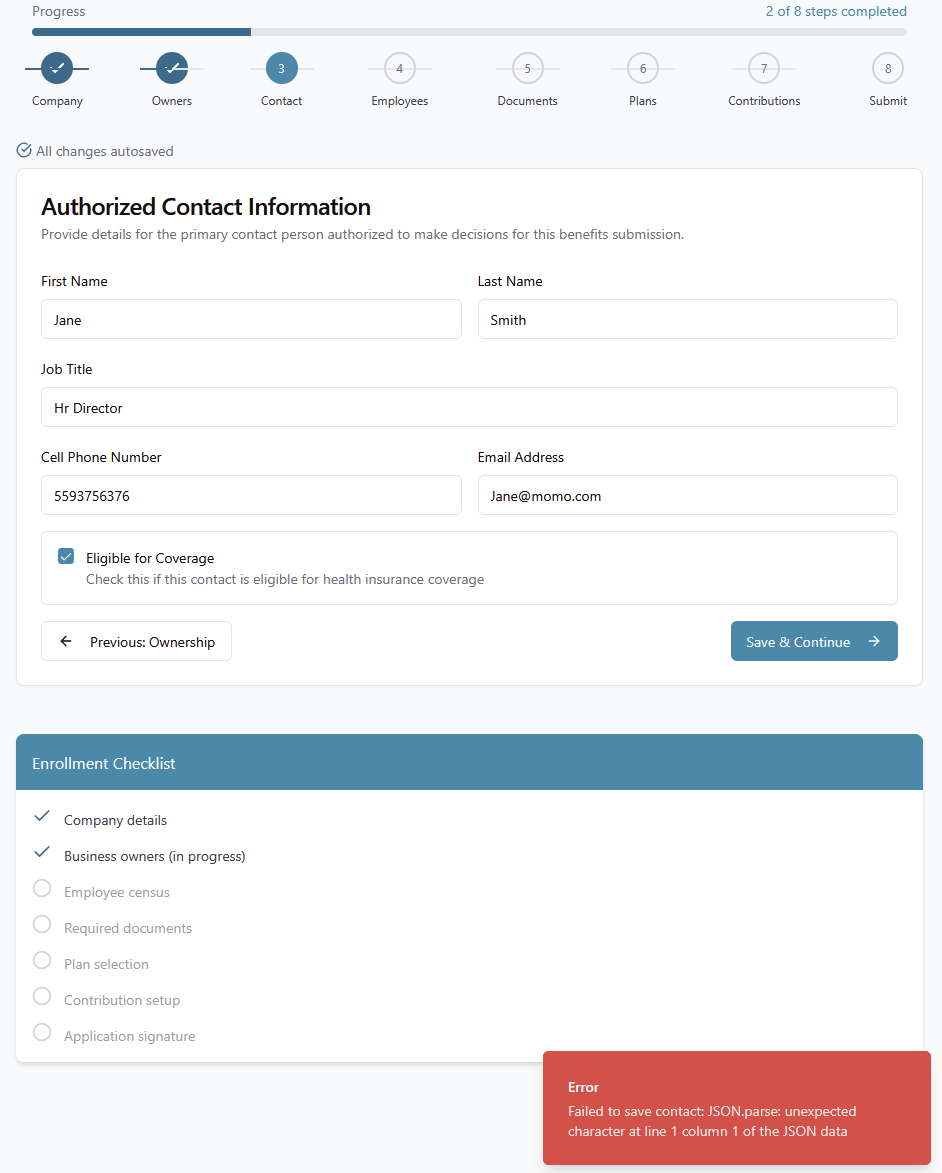 Progress
2 of 8 steps completed
3
4
5
6
7
8
Company
Owners
Contact
Employees
Documents
Plans
Contributions
Submit
All changes autosaved
Authorized Contact Information
Provide details for the primary contact person authorized to make decisions for this benefits submission.
First Name
Last Name
Jane
Smith
Job Title
Hr Director
Cell Phone Number
Email Address
5593756376
Jane@momo.com
Eligible for Coverage
Check this if this contact is eligible for health insurance coverage
Previous: Ownership
Save & Continue
Enrollment Checklist
Company details
Business owners (in progress)
Employee census
Required documents
Plan selection
Contribution setup
Application signature
Error
Failed to save contact: JSON.parse: unexpected
character at line 1 column 1 of the JSON data